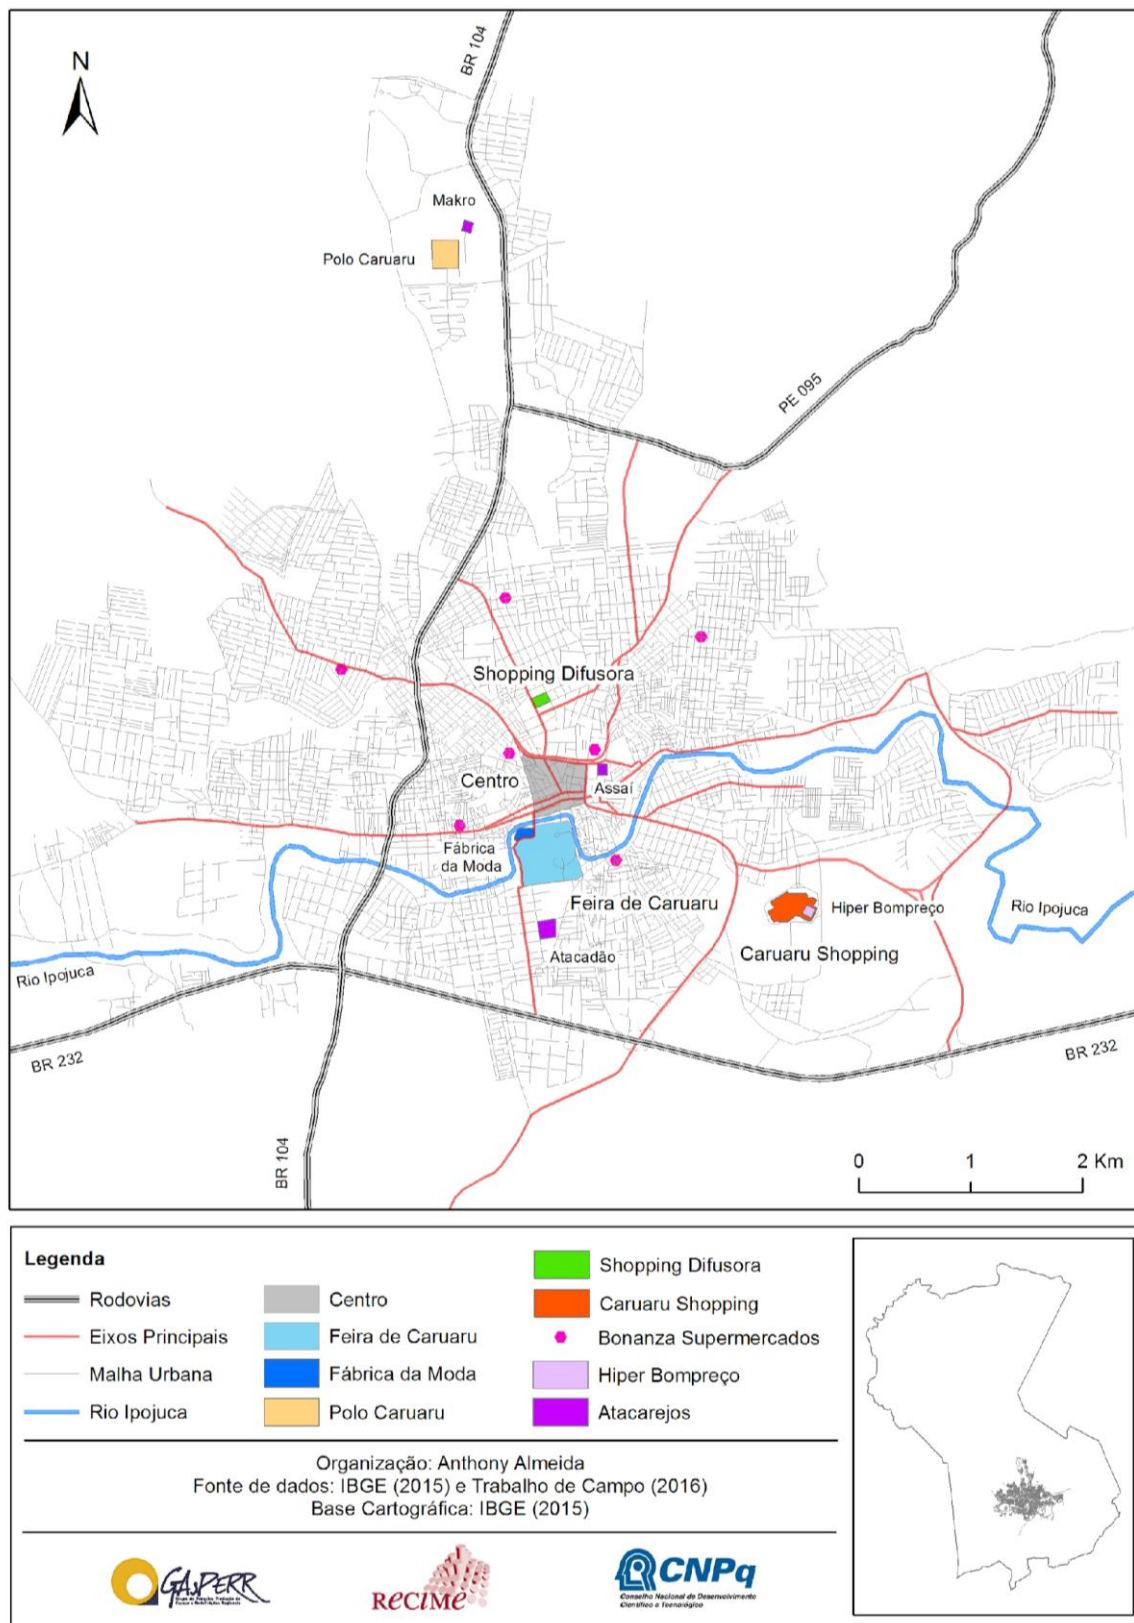 N
BR 104
Makro
Polo Caruaru
PE 095
Shopping Difusora
Centro
Assaí
Fábrica
da Moda
Feira de Caruaru
Hiper Bompreço
Rio Ipojuca
Caruaru Shopping
Atacadão
Rio Ipojuca
BR 232
BR 232
BR 104
0 1 2 Km
Legenda
Rodovias
Eixos Principais
Malha Urbana
Rio Ipojuca
Centro
Feira de Caruaru
Fábrica da Moda
Polo Caruaru
Shopping Difusora
Caruaru Shopping
Bonanza Supermercados
Hiper Bompreço
Atacarejos
Organização: Anthony Almeida
Fonte de dados: IBGE (2015) e Trabalho de Campo (2016)
Base Cartográfica: IBGE (2015)
GAsPERR
ReCiMe
CNPq
Conselho Nacional de Desenvolvimento
Científico e Tecnológico